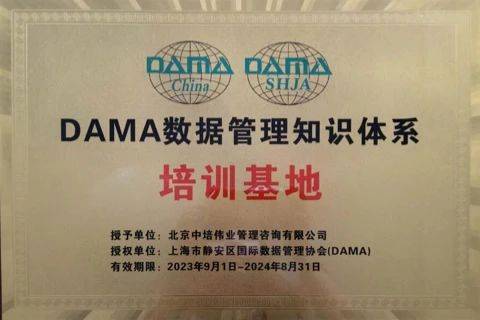 DAMA China
DAMA SHJA
DAMA数据管理知识体系
培训基地
授予单位：北京中培伟业管理咨询有限公司
授权单位：上海市静安区国际数据管理协会(DAMA)
有效期限：2023年9月1日-2024年8月31日